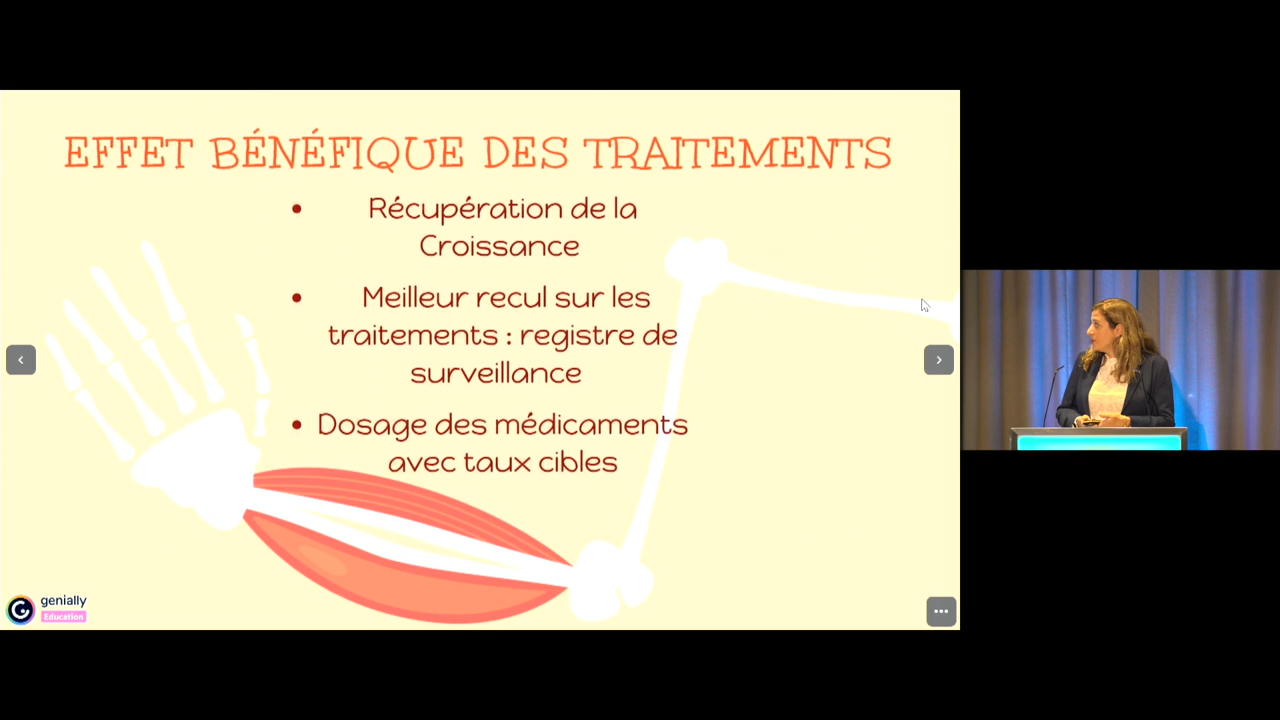 EFFET BÉNÉFIQUE DES TRAITEMENTS
• Récupération de la
Croissance
• Meilleur recul sur les
traitements : registre de
surveillance
• Dosage des médicaments
avec taux cibles
genially
Education